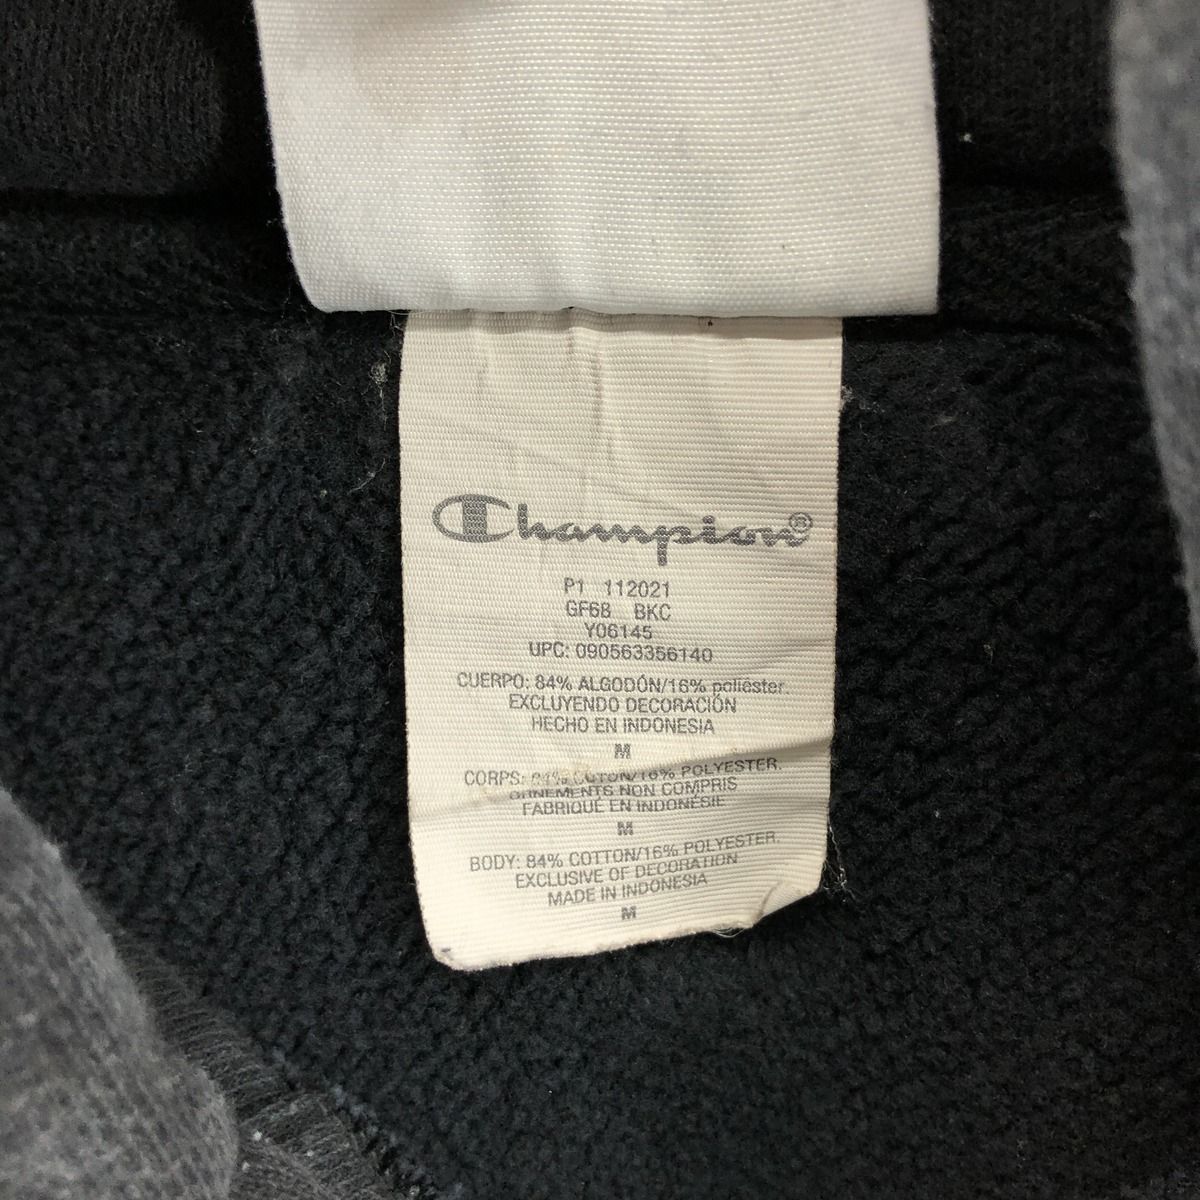 Champion®
P1 112021
GF68 BKC
Y06145
UPC: 090563356140
CUERPO: 84% ALGODÓN/16% poliéster.
EXCLUYENDO DECORACIÓN
HECHO EN INDONESIA
M
CORPS: 84% COTON/16% POLYESTER.
ORNEMENTS NON COMPRIS
FABRIQUÉ EN INDONÉSIE
M
BODY: 84% COTTON/16% POLYESTER.
EXCLUSIVE OF DECORATION
MADE IN INDONESIA
M